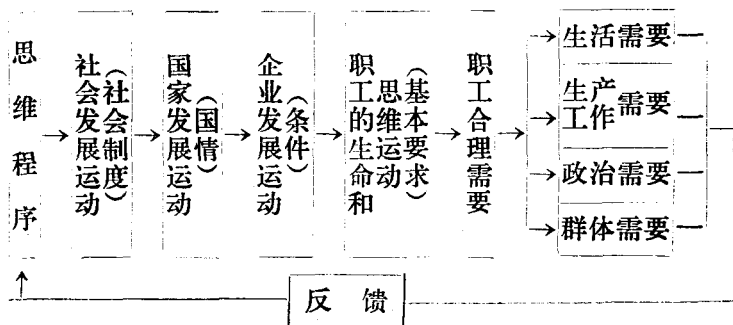 思维程序
社会发展运动
（社会制度）
国家发展运动
（国情）
企业发展运动
（条件）
职工的生命和
思维运动
（基本要求）
职工合理需要
生活需要
生产
工作
需要
政治需要
群体需要
反馈